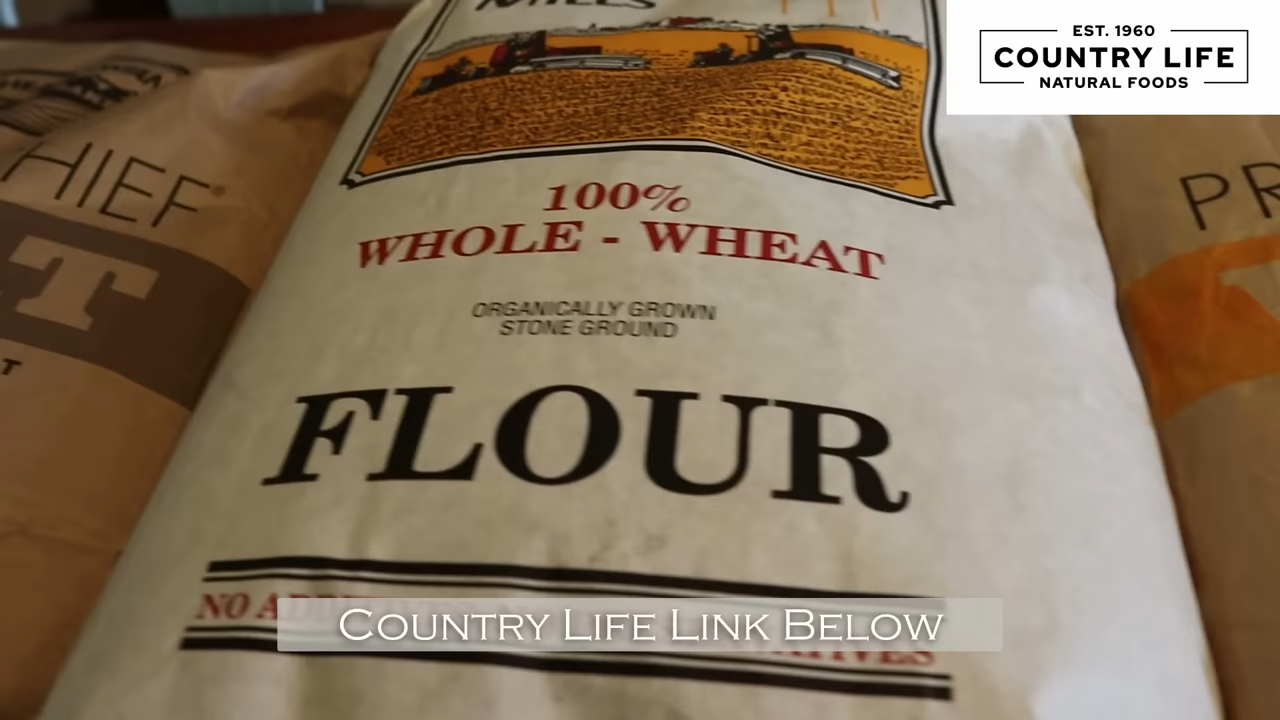 EST. 1960
COUNTRY LIFE
NATURAL FOODS
100%
WHOLE - WHEAT
ORGANICALLY GROWN
STONE GROUND
FLOUR
NO
Country Life Link Below
HIEF
T
T
PR